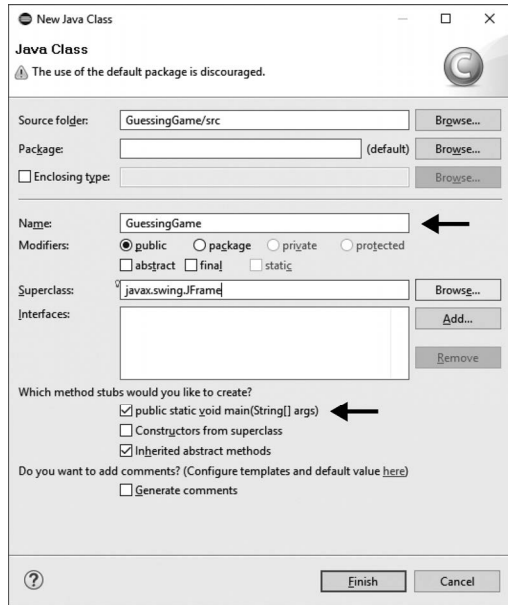 New Java Class
Java Class
The use of the default package is discouraged.
Source folder: GuessingGame/src Browse...
Package: (default) Browse...
Enclosing type: Browse...
Name: GuessingGame
Modifiers: public package private protected
abstract final static
Superclass: javax.swing.JFrame Browse...
Interfaces: Add...
Remove
Which method stubs would you like to create?
public static void main(String[] args)
Constructors from superclass
Inherited abstract methods
Do you want to add comments? (Configure templates and default value here)
Generate comments
Finish Cancel